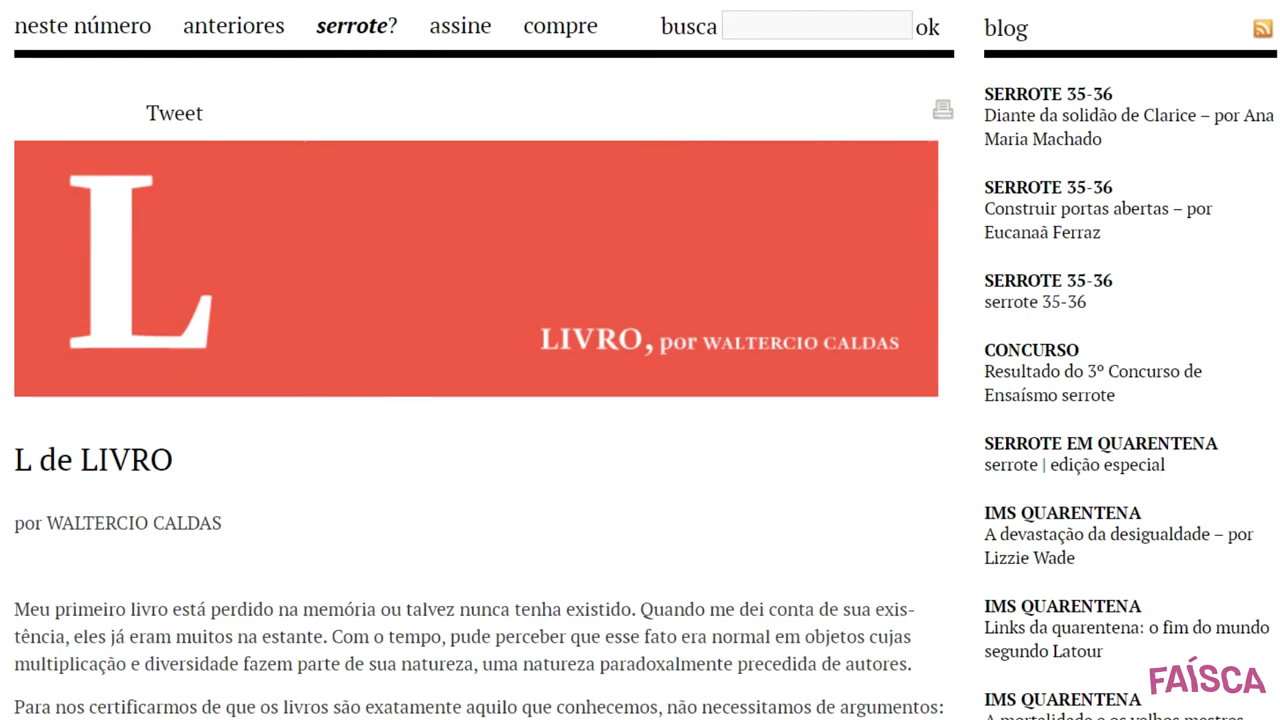 neste número anteriores serrote? assine compre busca ok
Tweet
L
LIVRO, por WALTERCIO CALDAS
L de LIVRO
por WALTERCIO CALDAS
Meu primeiro livro está perdido na memória ou talvez nunca tenha existido. Quando me dei conta de sua exis-
tência, eles já eram muitos na estante. Com o tempo, pude perceber que esse fato era normal em objetos cujas
multiplicação e diversidade fazem parte de sua natureza, uma natureza paradoxalmente precedida de autores.
Para nos certificarmos de que os livros são exatamente aquilo que conhecemos, não necessitamos de argumentos:
blog
SERROTE 35-36
Diante da solidão de Clarice – por Ana
Maria Machado
SERROTE 35-36
Construir portas abertas – por
Eucanaã Ferraz
SERROTE 35-36
serrote 35-36
CONCURSO
Resultado do 3º Concurso de
Ensaísmo serrote
SERROTE EM QUARENTENA
serrote | edição especial
IMS QUARENTENA
A devastação da desigualdade – por
Lizzie Wade
IMS QUARENTENA
Links da quarentena: o fim do mundo
segundo Latour
IMS QUARENTENA
A mortalidade e os velhos mestres
FAÍSCA